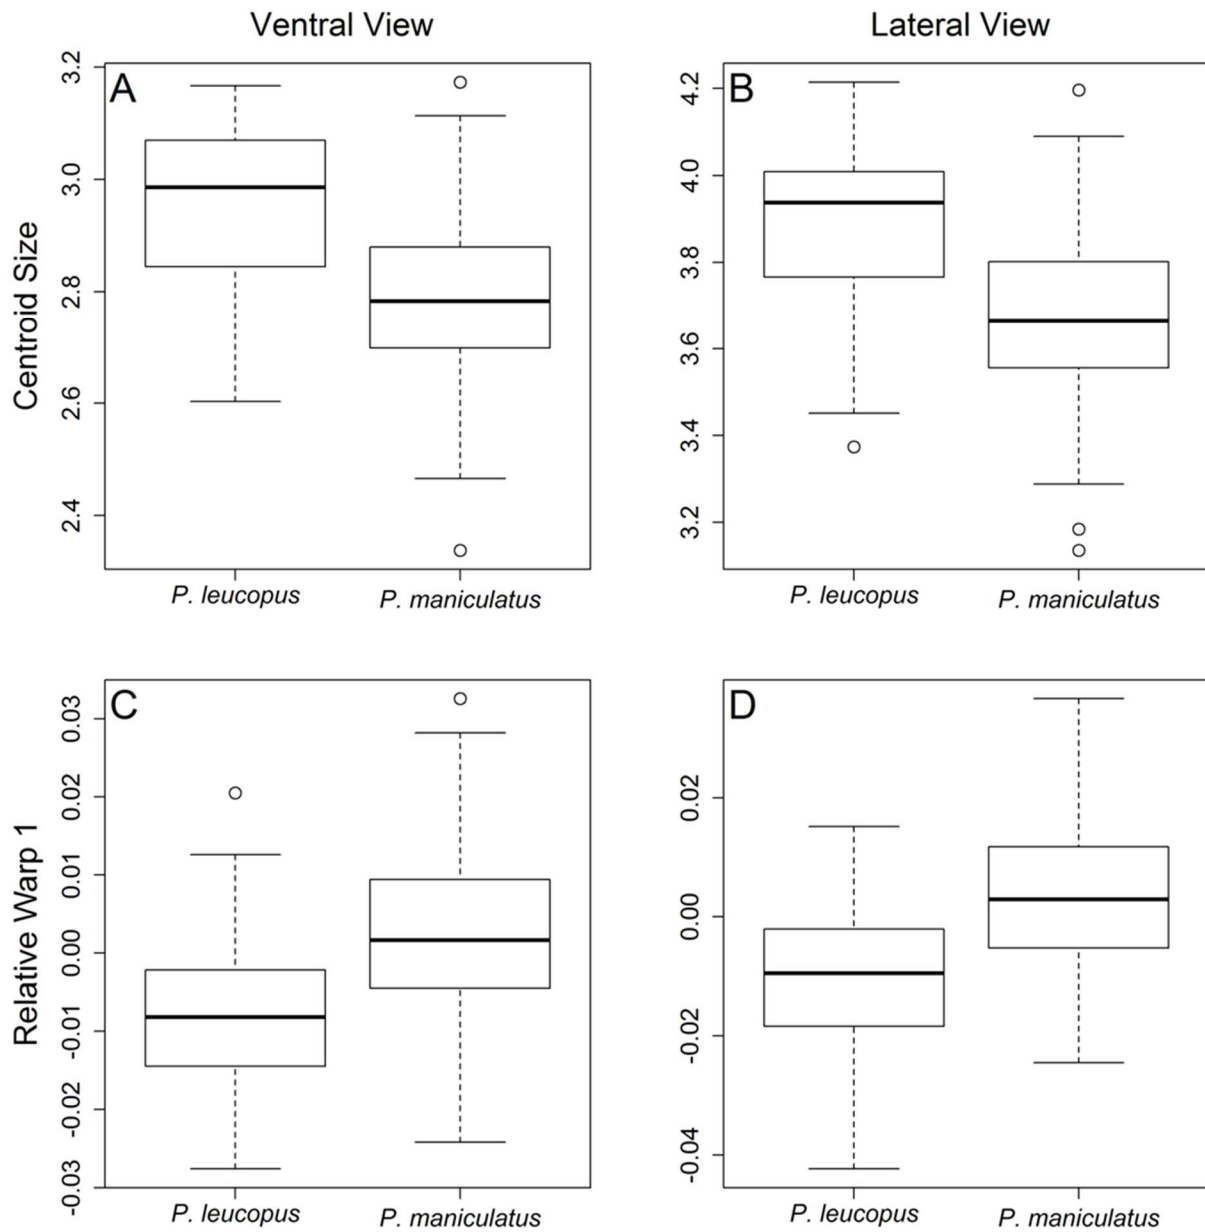 Ventral View
Lateral View
A
3.2
3.0
2.8
2.6
2.4
Centroid Size
P. leucopus
P. maniculatus
B
4.2
4.0
3.8
3.6
3.4
3.2
P. leucopus
P. maniculatus
C
0.03
0.02
0.01
0.00
-0.01
-0.02
-0.03
Relative Warp 1
P. leucopus
P. maniculatus
D
0.02
0.00
-0.02
-0.04
P. leucopus
P. maniculatus